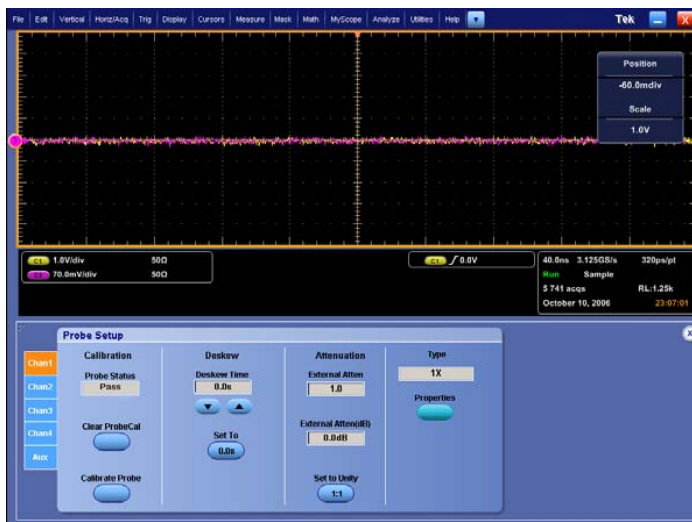 File Edit Vertical Horiz/Acq Trig Display Cursors Measure Mask Math MyScope Analyze Utilities Help Tek X
Position
-60.0mdiv
Scale
1.0V
C1 1.0V/div 50Ω
70.0mV/div 50Ω
C1 0.0V
40.0ns 3.125GS/s 320ps/pt
Run Sample
5 741 acqs RL:1.25k
October 10, 2006 23:07:01
Probe Setup
X
Chan1
Chan2
Chan3
Chan4
Aux
Calibration
Probe Status
Pass
Clear ProbeCal
Calibrate Probe
Deskew
Deskew Time
0.0s
Set To
0.0s
Attenuation
External Atten
1.0
External Atten(dB)
0.0dB
Set to Unity
1:1
Type
1X
Properties